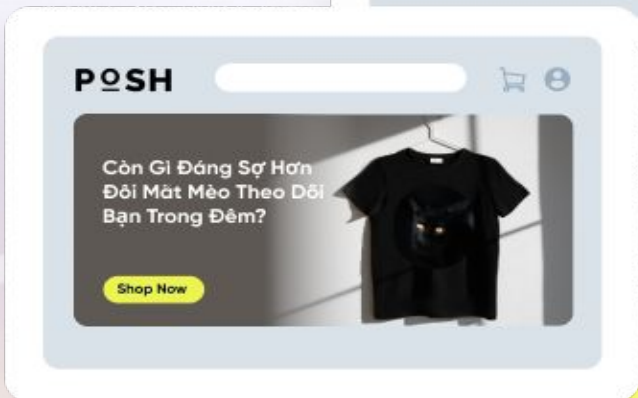 POSH
Còn Gì Đáng Sợ Hơn
Đôi Mắt Mèo Theo Dõi
Bạn Trong Đêm?
Shop Now